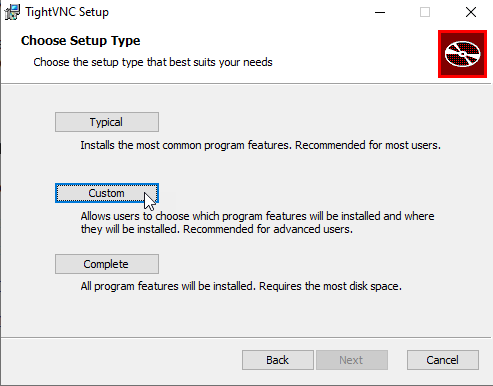 TightVNC Setup
Choose Setup Type
Choose the setup type that best suits your needs
Typical
Installs the most common program features. Recommended for most users.
Custom
Allows users to choose which program features will be installed and where
they will be installed. Recommended for advanced users.
Complete
All program features will be installed. Requires the most disk space.
Back
Next
Cancel